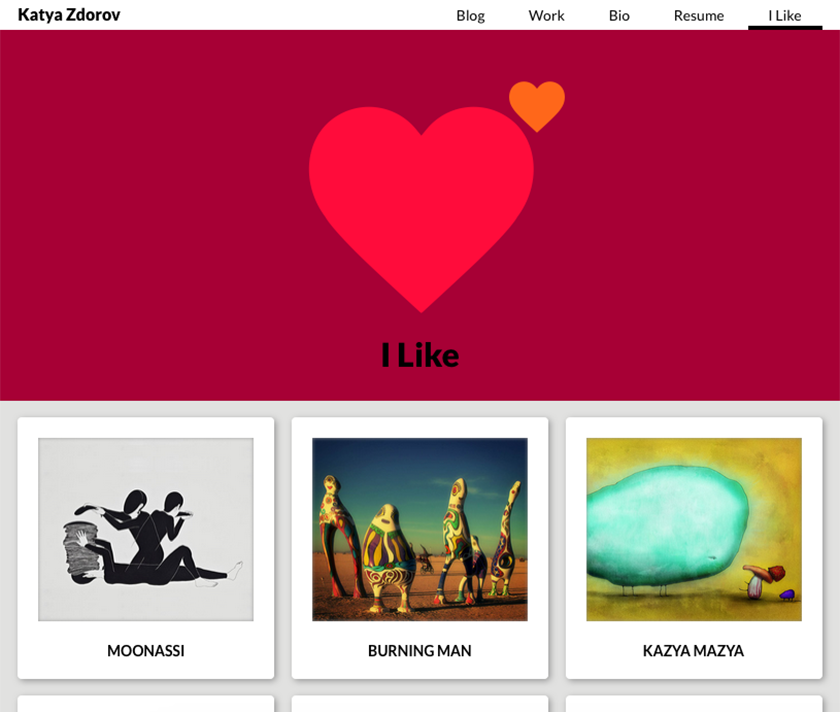 Katya Zdorov
Blog Work Bio Resume I Like
I Like
MOONASSI
BURNING MAN
KAZYA MAZYA